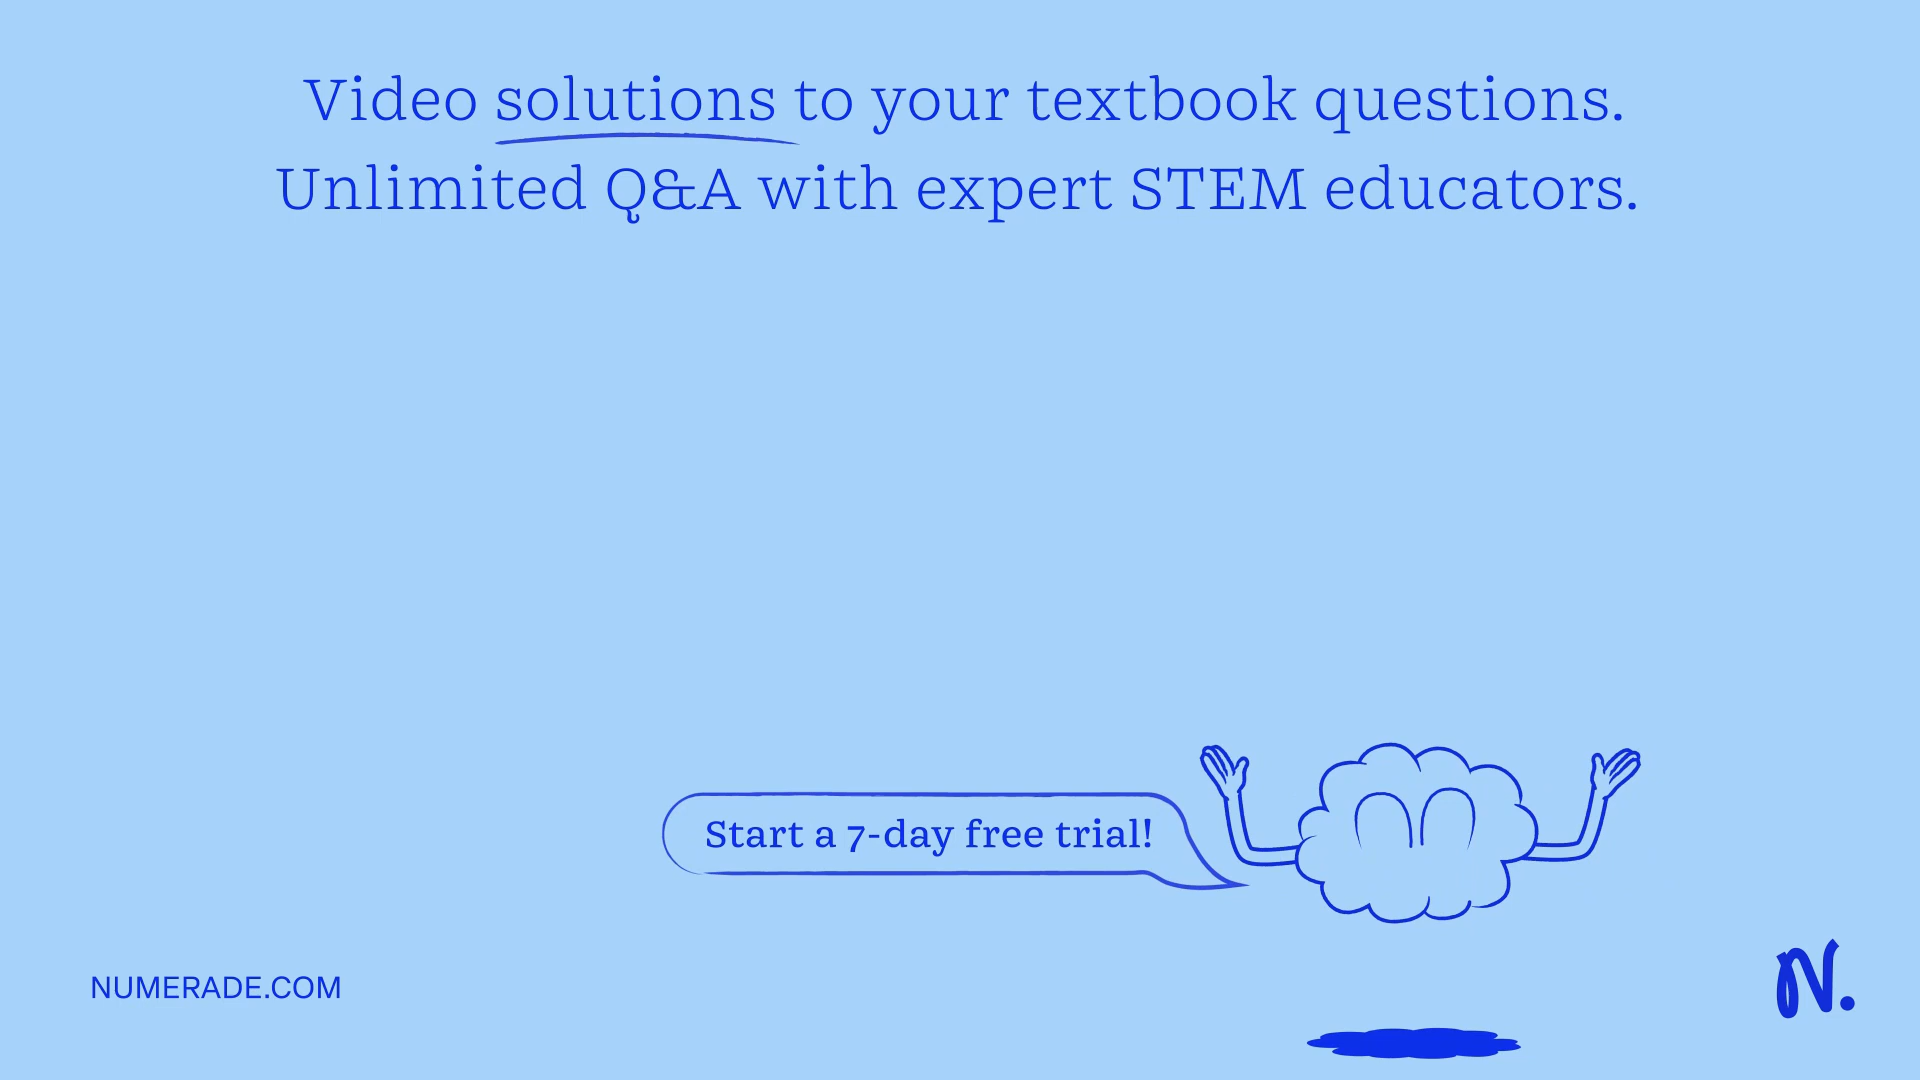 Video solutions to your textbook questions.
Unlimited Q&A with expert STEM educators.
Start a 7-day free trial!
NUMERADE.COM
N.